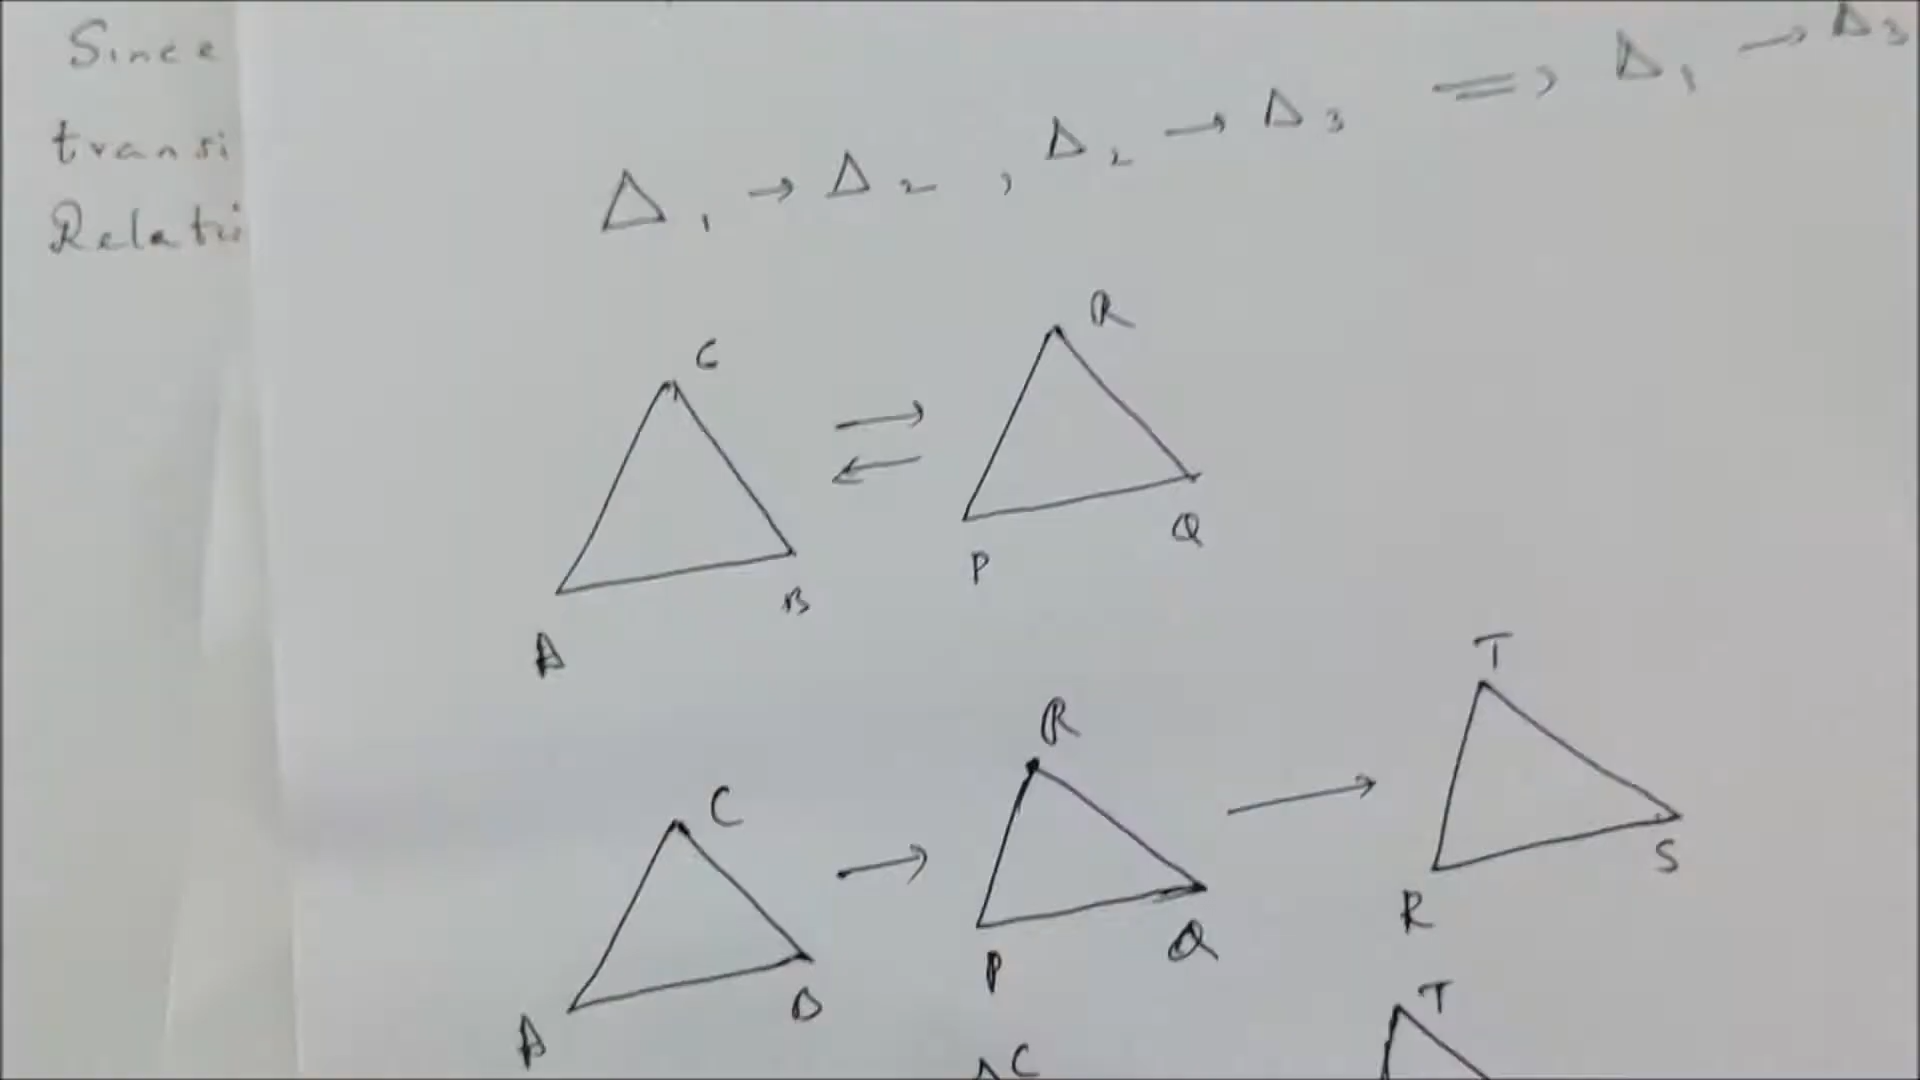 Since
transi
Relati
Δ₁ → Δ₂ , Δ₂ → Δ₃ ⟹ Δ₁ → Δ₃
C R
⇄
A B P Q
C R T
→ →
A B P Q R S
C T